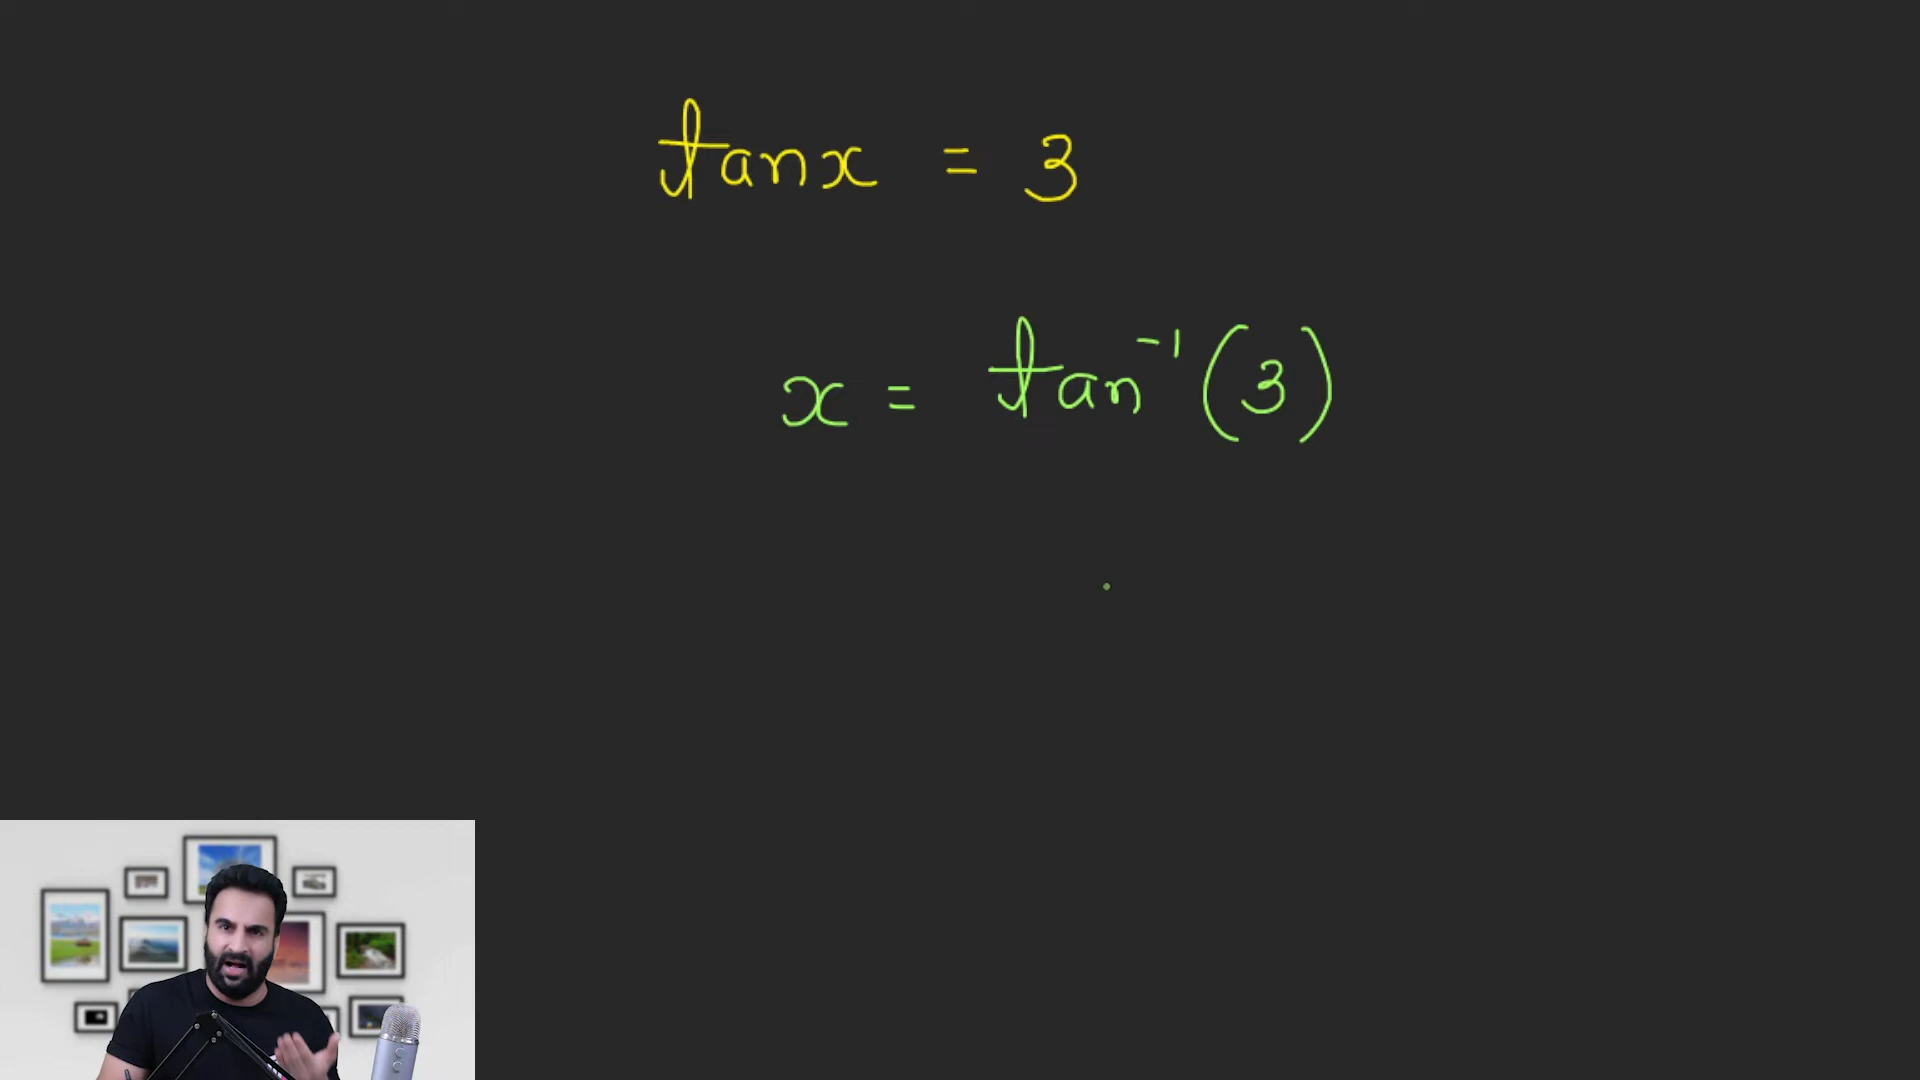 tanx = 3
x = tan⁻¹(3)